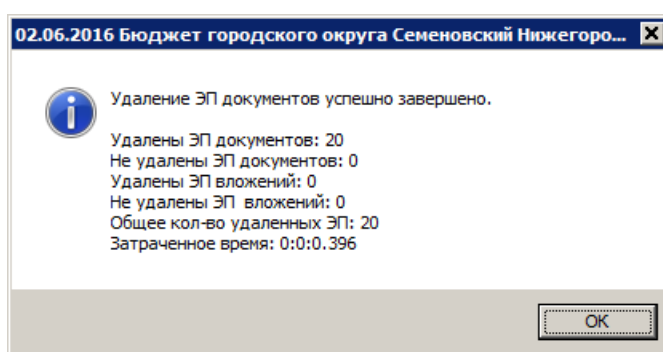 02.06.2016 Бюджет городского округа Семеновский Нижегоро...
Удаление ЭП документов успешно завершено.
Удалены ЭП документов: 20
Не удалены ЭП документов: 0
Удалены ЭП вложений: 0
Не удалены ЭП вложений: 0
Общее кол-во удаленных ЭП: 20
Затраченное время: 0:0:0.396
OK